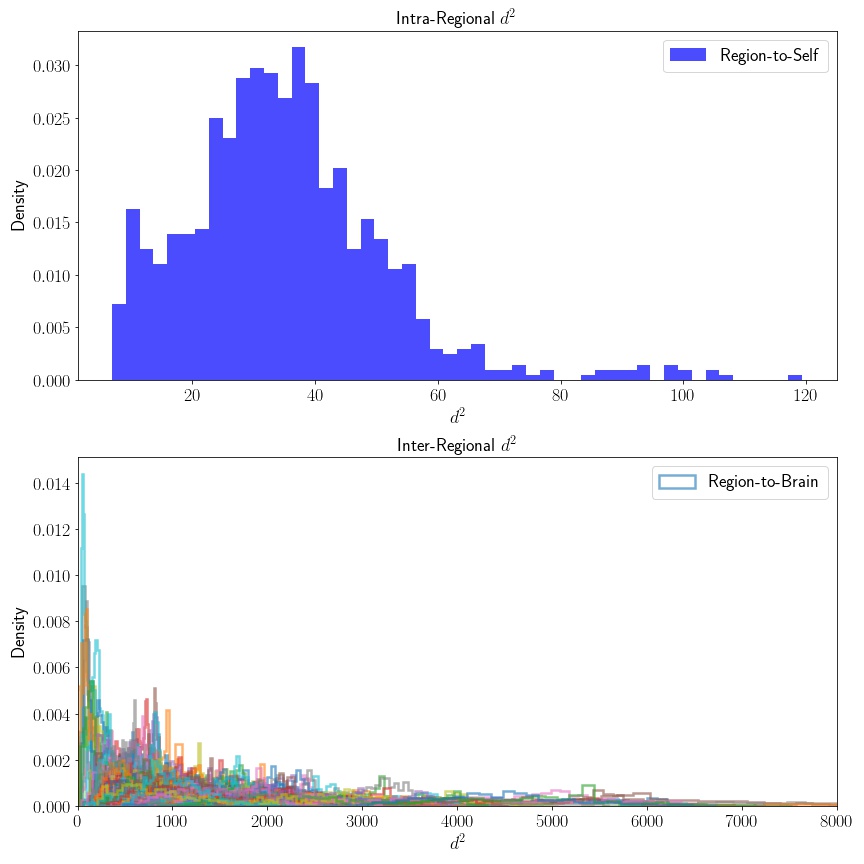 Intra-Regional d²
Region-to-Self
0.030
0.025
0.020
0.015
0.010
0.005
0.000
Density
20 40 60 80 100 120
d²
Inter-Regional d²
Region-to-Brain
0.014
0.012
0.010
0.008
0.006
0.004
0.002
0.000
Density
0 1000 2000 3000 4000 5000 6000 7000 8000
d²